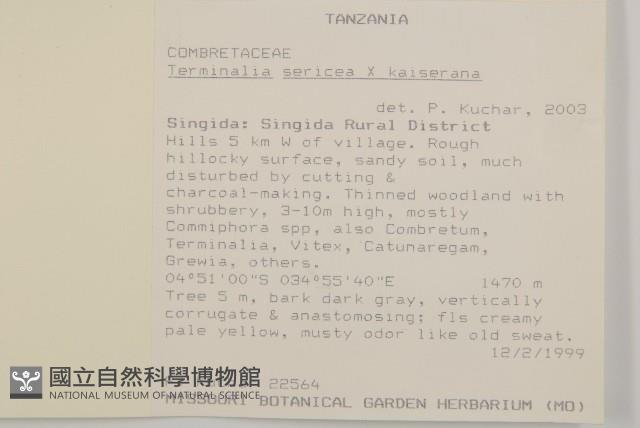 TANZANIA
COMBRETACEAE
Terminalia sericea X kaiserana
det. P. Kuchar, 2003
Singida: Singida Rural District
Hills 5 km W of village. Rough
hillocky surface, sandy soil, much
disturbed by cutting &
charcoal-making. Thinned woodland with
shrubbery, 3-10m high, mostly
Commiphora spp, also Combretum,
Terminalia, Vitex, Catunaregam,
Grewia, others.
04°51'00"S 034°55'40"E 1470 m
Tree 5 m, bark dark gray, vertically
corrugate & anastomosing; fls creamy
pale yellow, musty odor like old sweat.
12/2/1999
國立自然科學博物館
22564
NATIONAL MUSEUM OF NATURAL SCIENCE
MISSOURI BOTANICAL GARDEN HERBARIUM (MO)